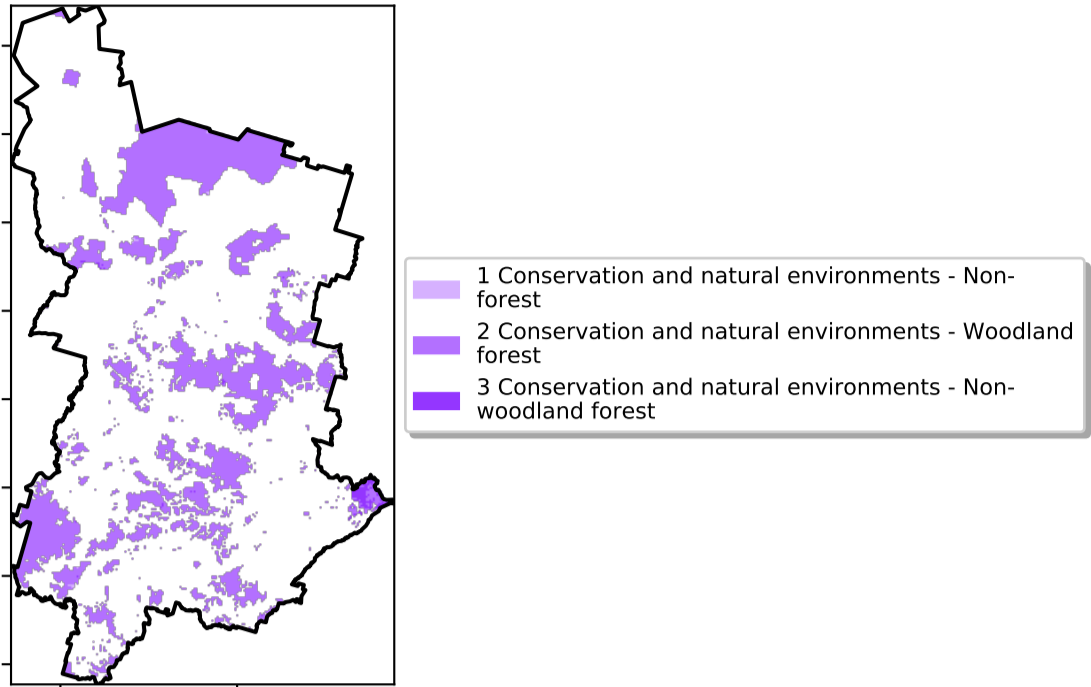 1 Conservation and natural environments - Non-
forest
2 Conservation and natural environments - Woodland
forest
3 Conservation and natural environments - Non-
woodland forest